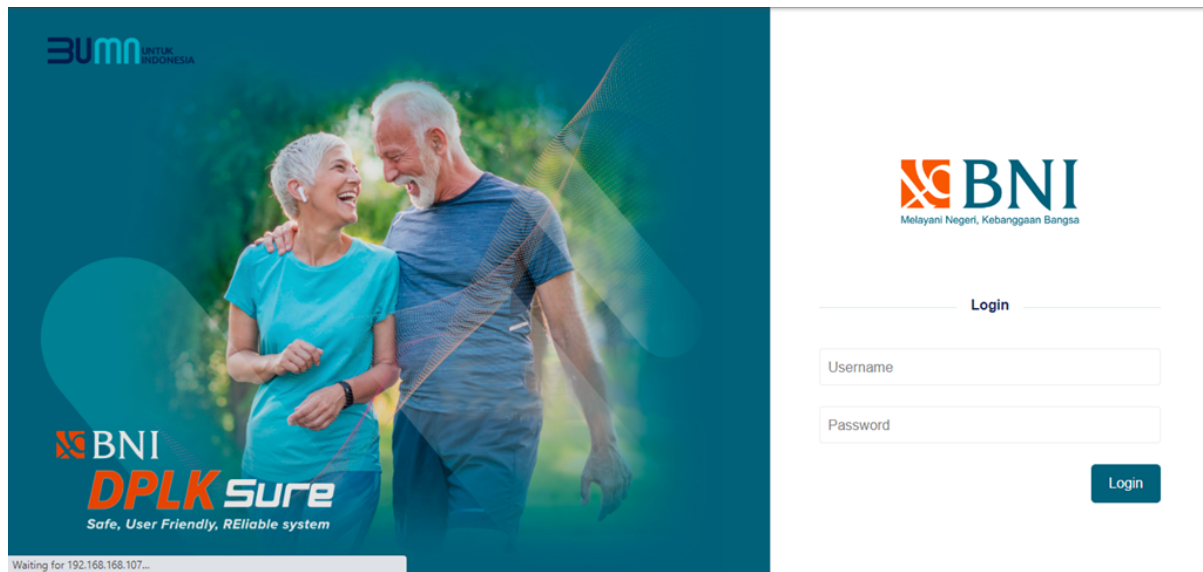 BUMN UNTUK
INDONESIA
BNI
DPLK Sure
Safe, User Friendly, REliable system
Waiting for 192.168.168.107...
BNI
Melayani Negeri, Kebanggaan Bangsa
Login
Username
Password
Login